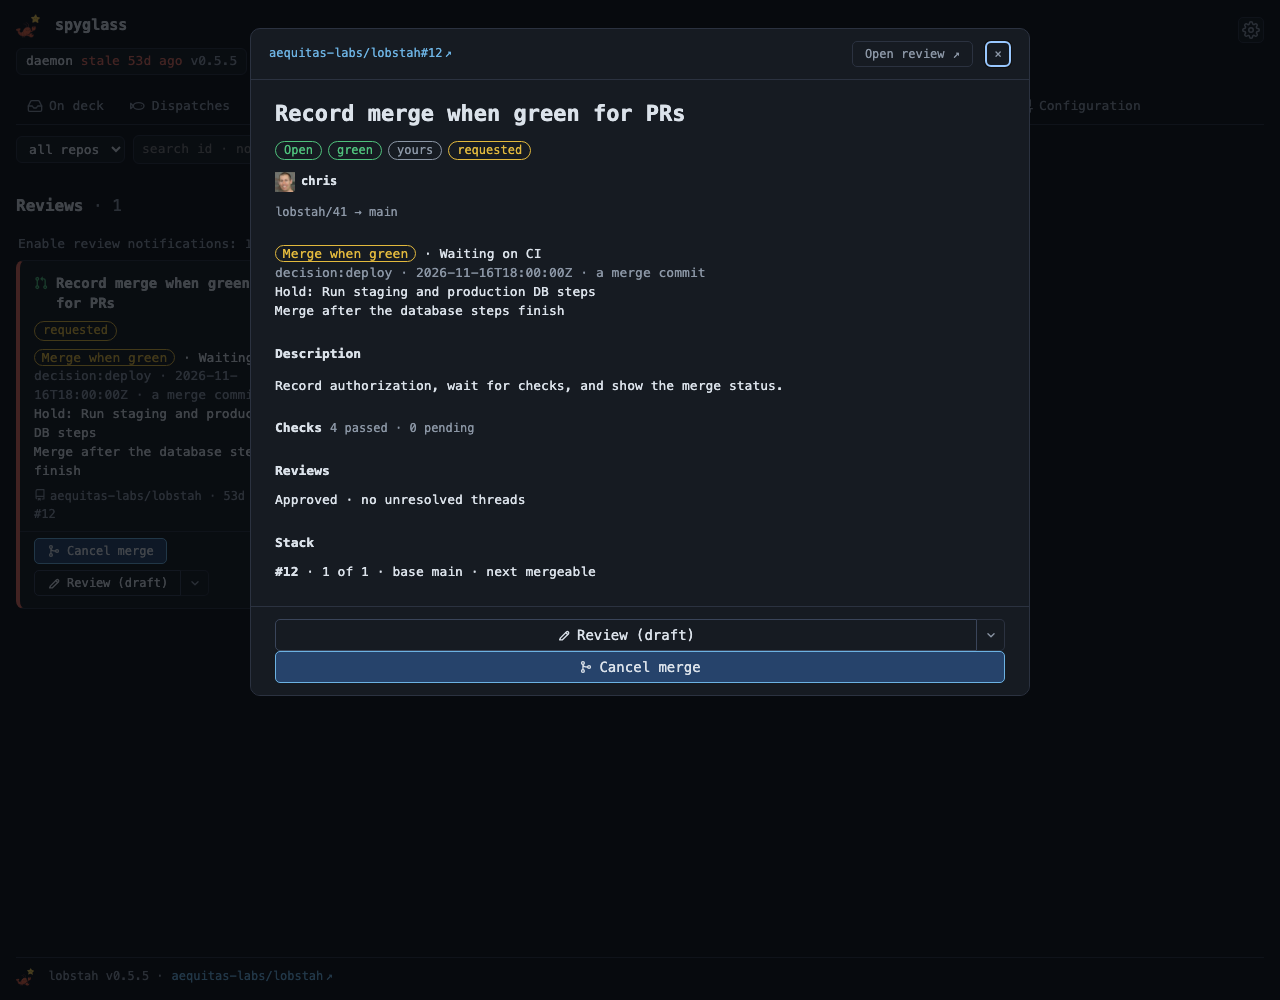 spyglass
daemon stale 53d ago v0.5.5
On deck
Dispatches
Configuration
all repos
search id · no
Reviews · 1
Enable review notifications:
Record merge when green
for PRs
requested
Merge when green · Waiting
decision:deploy · 2026-11-
16T18:00:00Z · a merge commi
Hold: Run staging and produc
DB steps
Merge after the database ste
finish
aequitas-labs/lobstah · 53d
#12
Cancel merge
Review (draft)
aequitas-labs/lobstah#12↗
Open review ↗
×
Record merge when green for PRs
Open green yours requested
chris
lobstah/41 → main
Merge when green · Waiting on CI
decision:deploy · 2026-11-16T18:00:00Z · a merge commit
Hold: Run staging and production DB steps
Merge after the database steps finish
Description
Record authorization, wait for checks, and show the merge status.
Checks 4 passed · 0 pending
Reviews
Approved · no unresolved threads
Stack
#12 · 1 of 1 · base main · next mergeable
Review (draft)
Cancel merge
lobstah v0.5.5 · aequitas-labs/lobstah↗